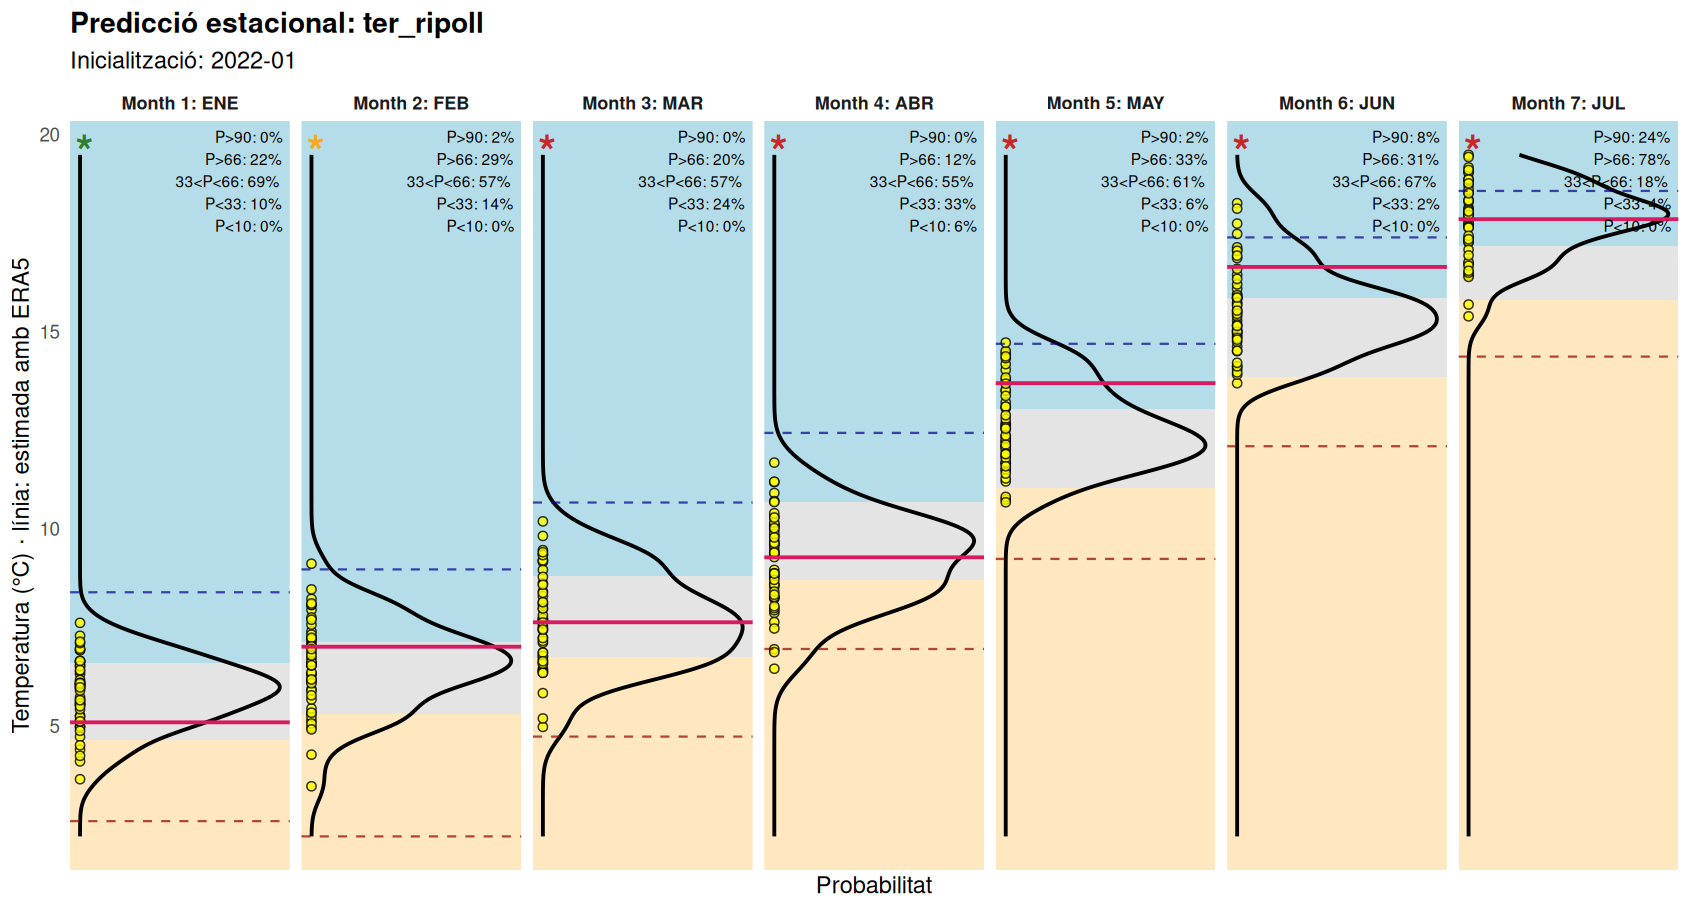 Predicció estacional: ter_ripoll
Inicialització: 2022-01
Month 1: ENE
P>90: 0%
P>66: 22%
33<P<66: 69%
P<33: 10%
P<10: 0%
Month 2: FEB
P>90: 2%
P>66: 29%
33<P<66: 57%
P<33: 14%
P<10: 0%
Month 3: MAR
P>90: 0%
P>66: 20%
33<P<66: 57%
P<33: 24%
P<10: 0%
Month 4: ABR
P>90: 0%
P>66: 12%
33<P<66: 55%
P<33: 33%
P<10: 6%
Month 5: MAY
P>90: 2%
P>66: 33%
33<P<66: 61%
P<33: 6%
P<10: 0%
Month 6: JUN
P>90: 8%
P>66: 31%
33<P<66: 67%
P<33: 2%
P<10: 0%
Month 7: JUL
P>90: 24%
P>66: 78%
33<P<66: 18%
P<33: 4%
P<10: 0%
20
15
10
5
Temperatura (°C) · línia: estimada amb ERA5
Probabilitat